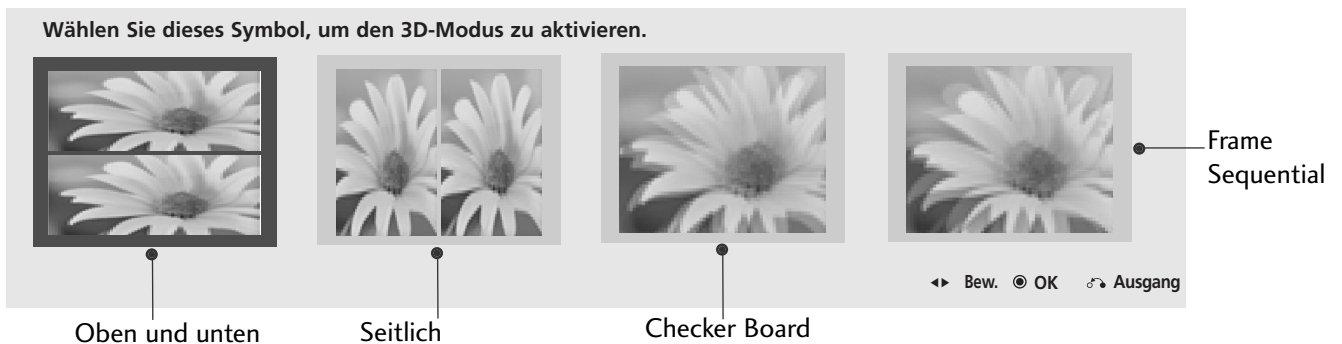 Wählen Sie dieses Symbol, um den 3D-Modus zu aktivieren.
Frame
Sequential
Bew. OK Ausgang
Oben und unten
Seitlich
Checker Board